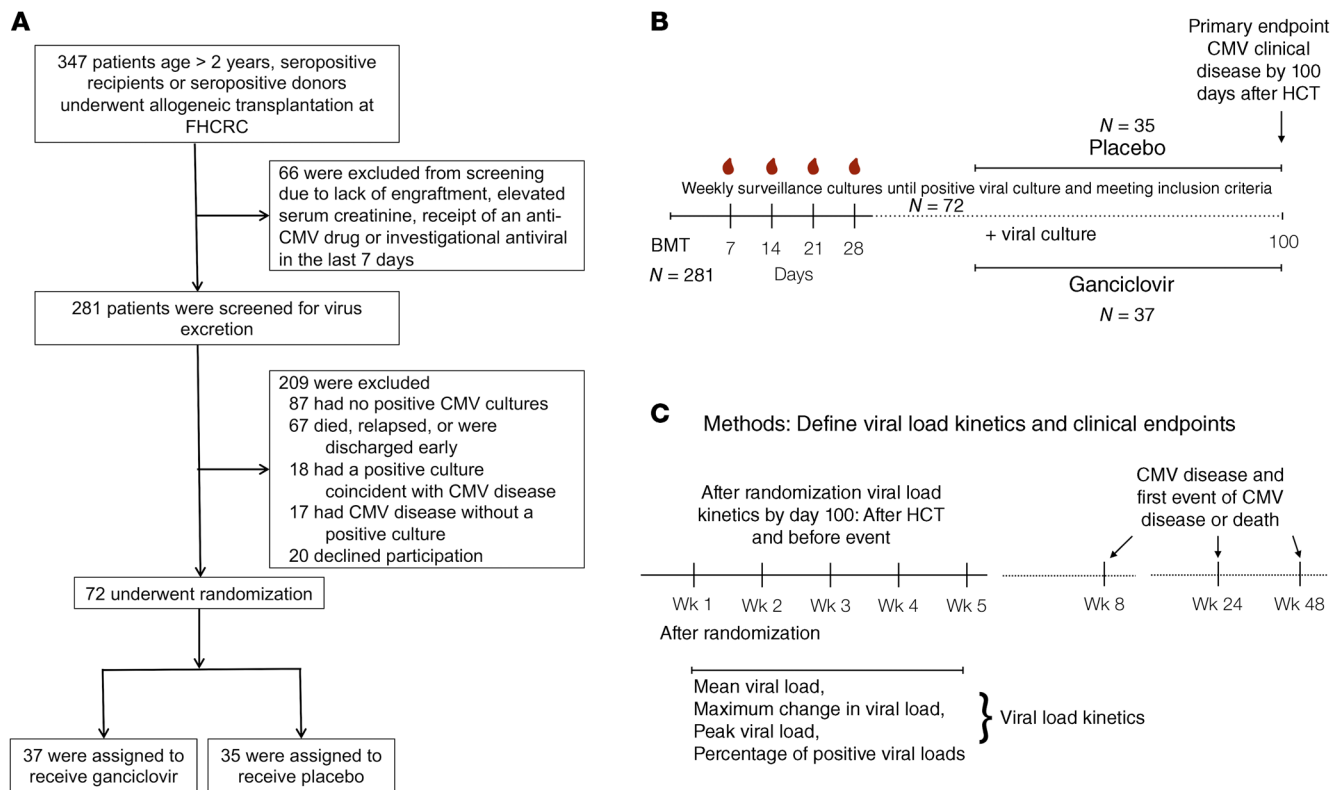 A
347 patients age > 2 years, seropositive
recipients or seropositive donors
underwent allogeneic transplantation at
FHCRC
66 were excluded from screening
due to lack of engraftment, elevated
serum creatinine, receipt of an anti-
CMV drug or investigational antiviral
in the last 7 days
281 patients were screened for virus
excretion
209 were excluded
87 had no positive CMV cultures
67 died, relapsed, or were
discharged early
18 had a positive culture
coincident with CMV disease
17 had CMV disease without a
positive culture
20 declined participation
72 underwent randomization
37 were assigned to
receive ganciclovir
35 were assigned to
receive placebo
B
Primary endpoint
CMV clinical
disease by 100
days after HCT
N = 35
Placebo
Weekly surveillance cultures until positive viral culture and meeting inclusion criteria
N = 72
+ viral culture
BMT
7
14
21
28
100
N = 281
Days
Ganciclovir
N = 37
C
Methods: Define viral load kinetics and clinical endpoints
After randomization viral load
kinetics by day 100: After HCT
and before event
CMV disease and
first event of CMV
disease or death
Wk 1
Wk 2
Wk 3
Wk 4
Wk 5
Wk 8
Wk 24
Wk 48
After randomization
Mean viral load,
Maximum change in viral load,
Peak viral load,
Percentage of positive viral loads
Viral load kinetics